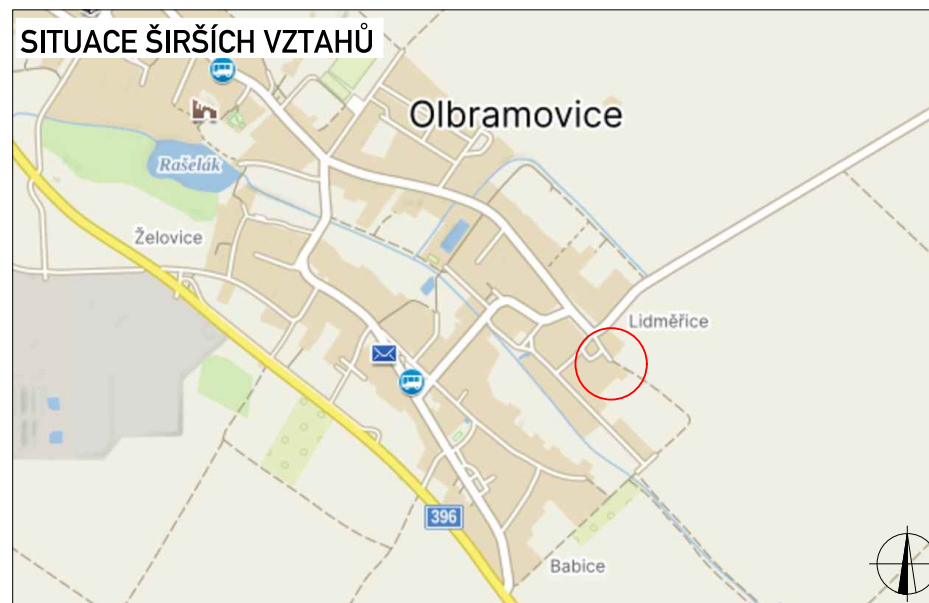 SITUACE ŠIRŠÍCH VZTAHŮ
Olbramovice
Rašelák
Želovice
Lidměřice
396
Babice